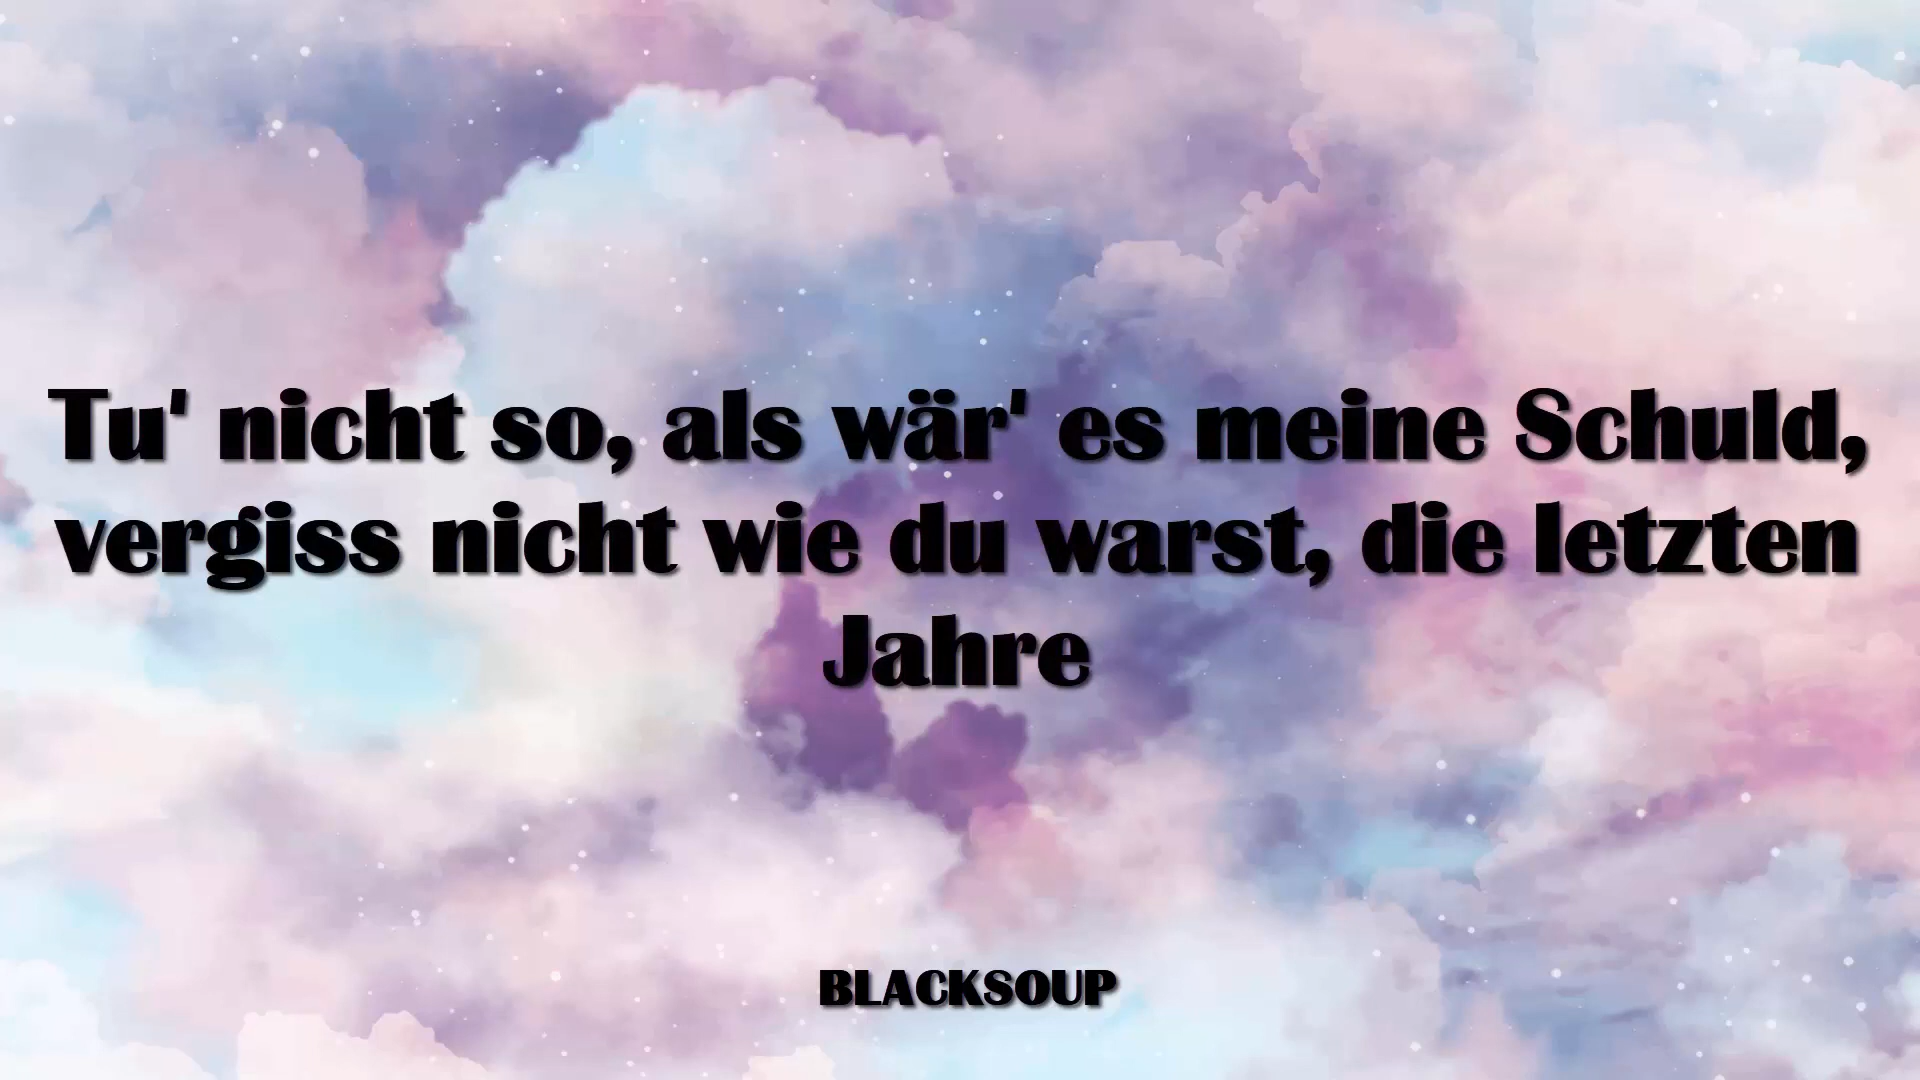 Tu' nicht so, als wär' es meine Schuld,
vergiss nicht wie du warst, die letzten
Jahre
BLACKSOUP